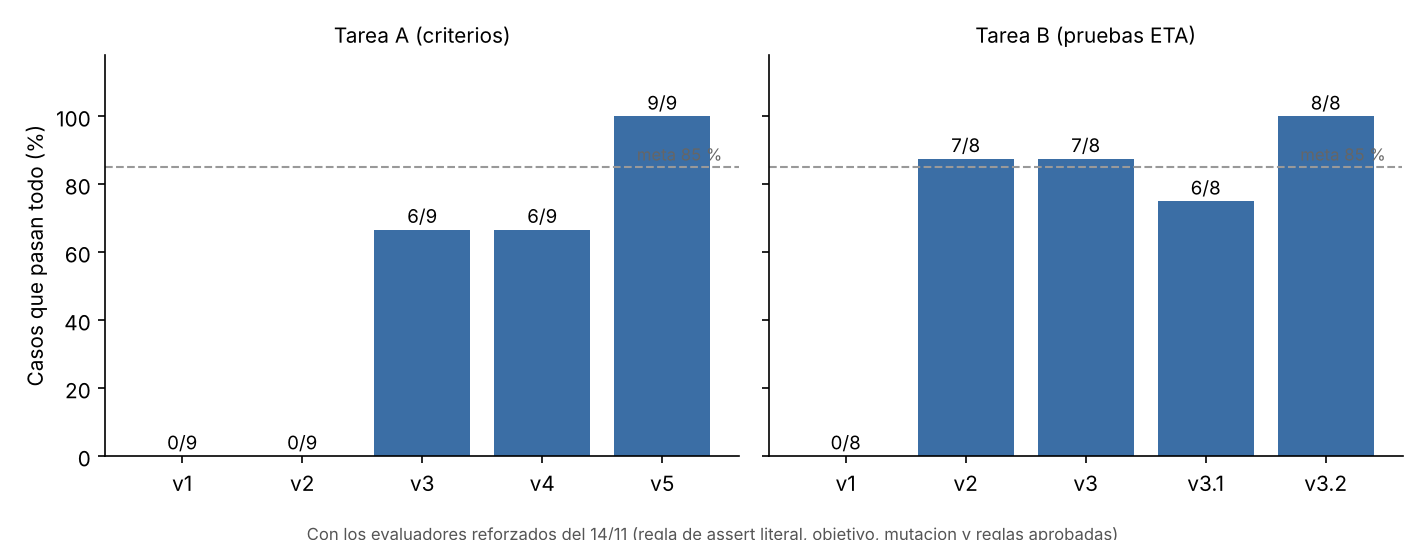 Tarea A (criterios)
Tarea B (pruebas ETA)
Casos que pasan todo (%)
100
80
60
40
20
0
0/9
0/9
6/9
6/9
9/9
0/8
7/8
7/8
6/8
8/8
v1
v2
v3
v4
v5
v1
v2
v3
v3.1
v3.2
Con los evaluadores reforzados del 14/11 (regla de assert literal, objetivo, mutacion y reglas aprobadas)